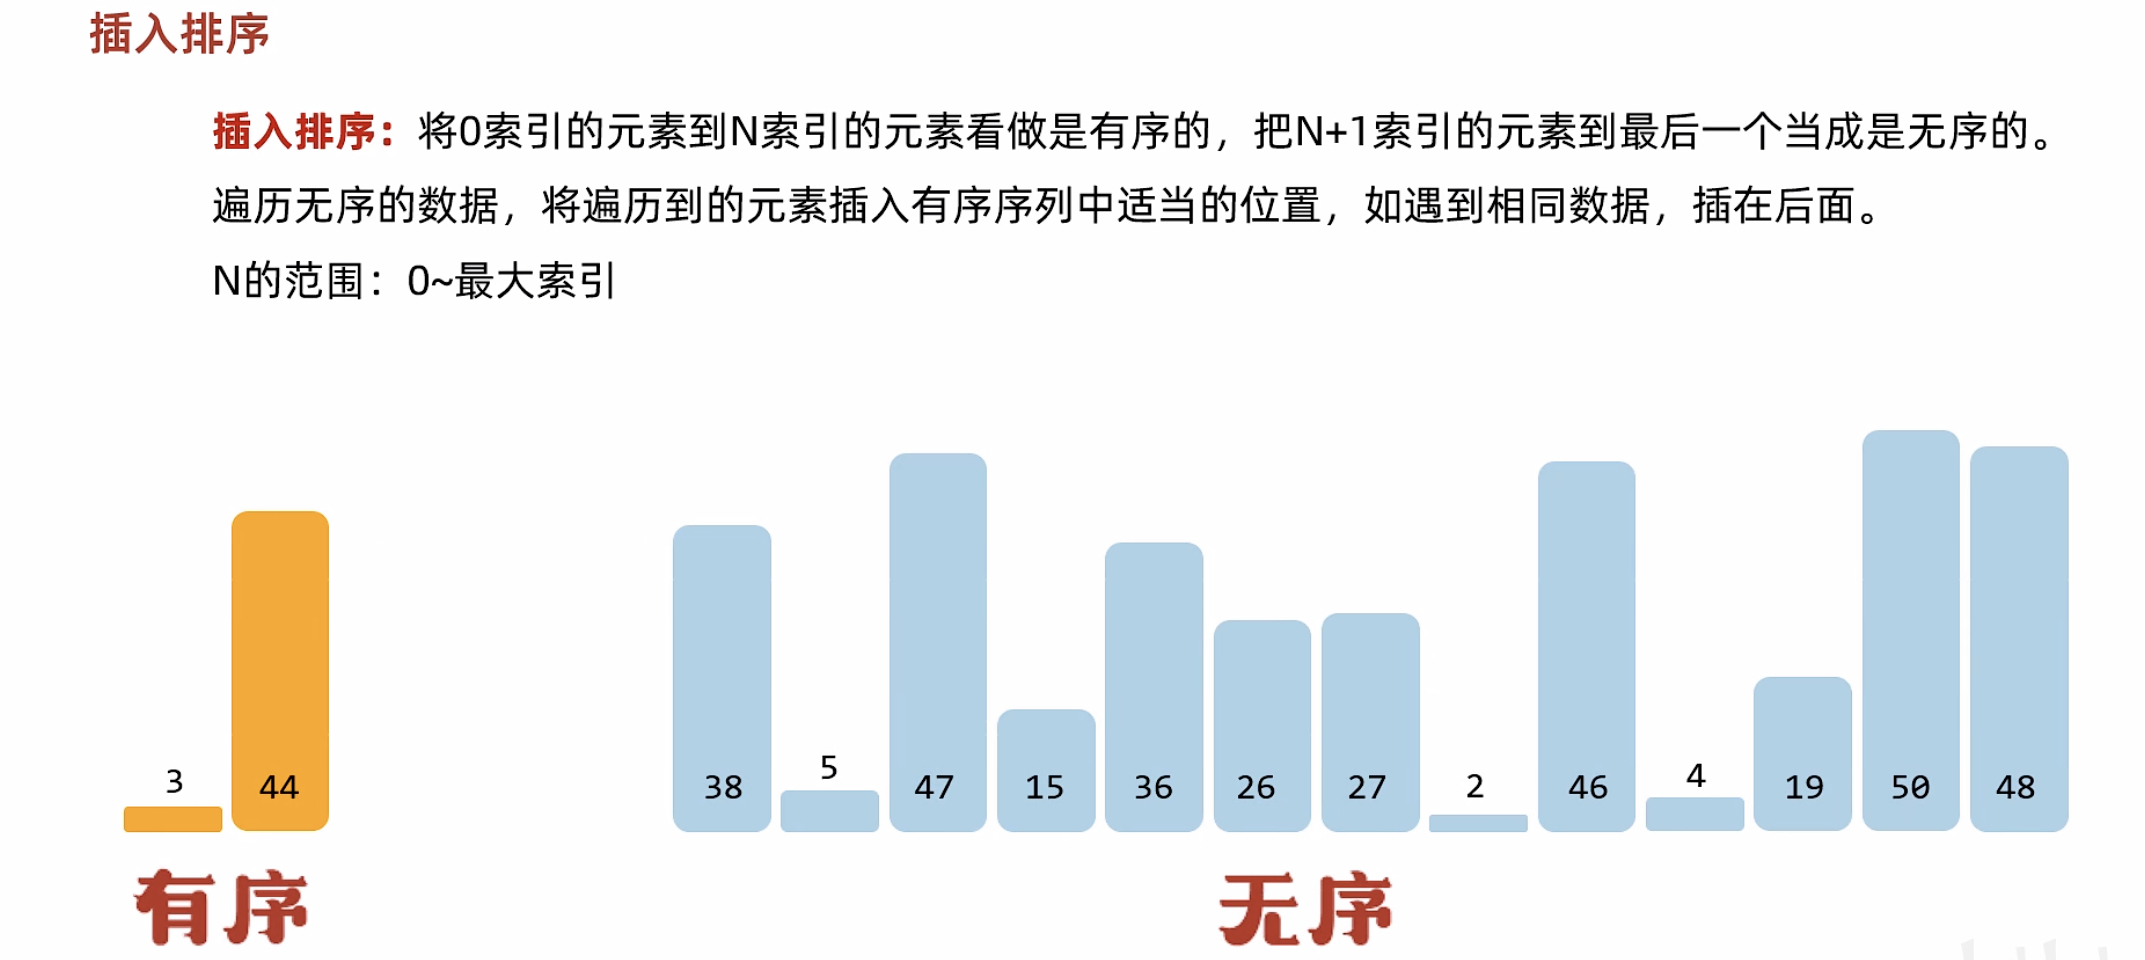 插入排序
插入排序：将0索引的元素到N索引的元素看做是有序的，把N+1索引的元素到最后一个当成是无序的。
遍历无序的数据，将遍历到的元素插入有序序列中适当的位置，如遇到相同数据，插在后面。
N的范围：0~最大索引
3 44 38 5 47 15 36 26 27 2 46 4 19 50 48
有序 无序